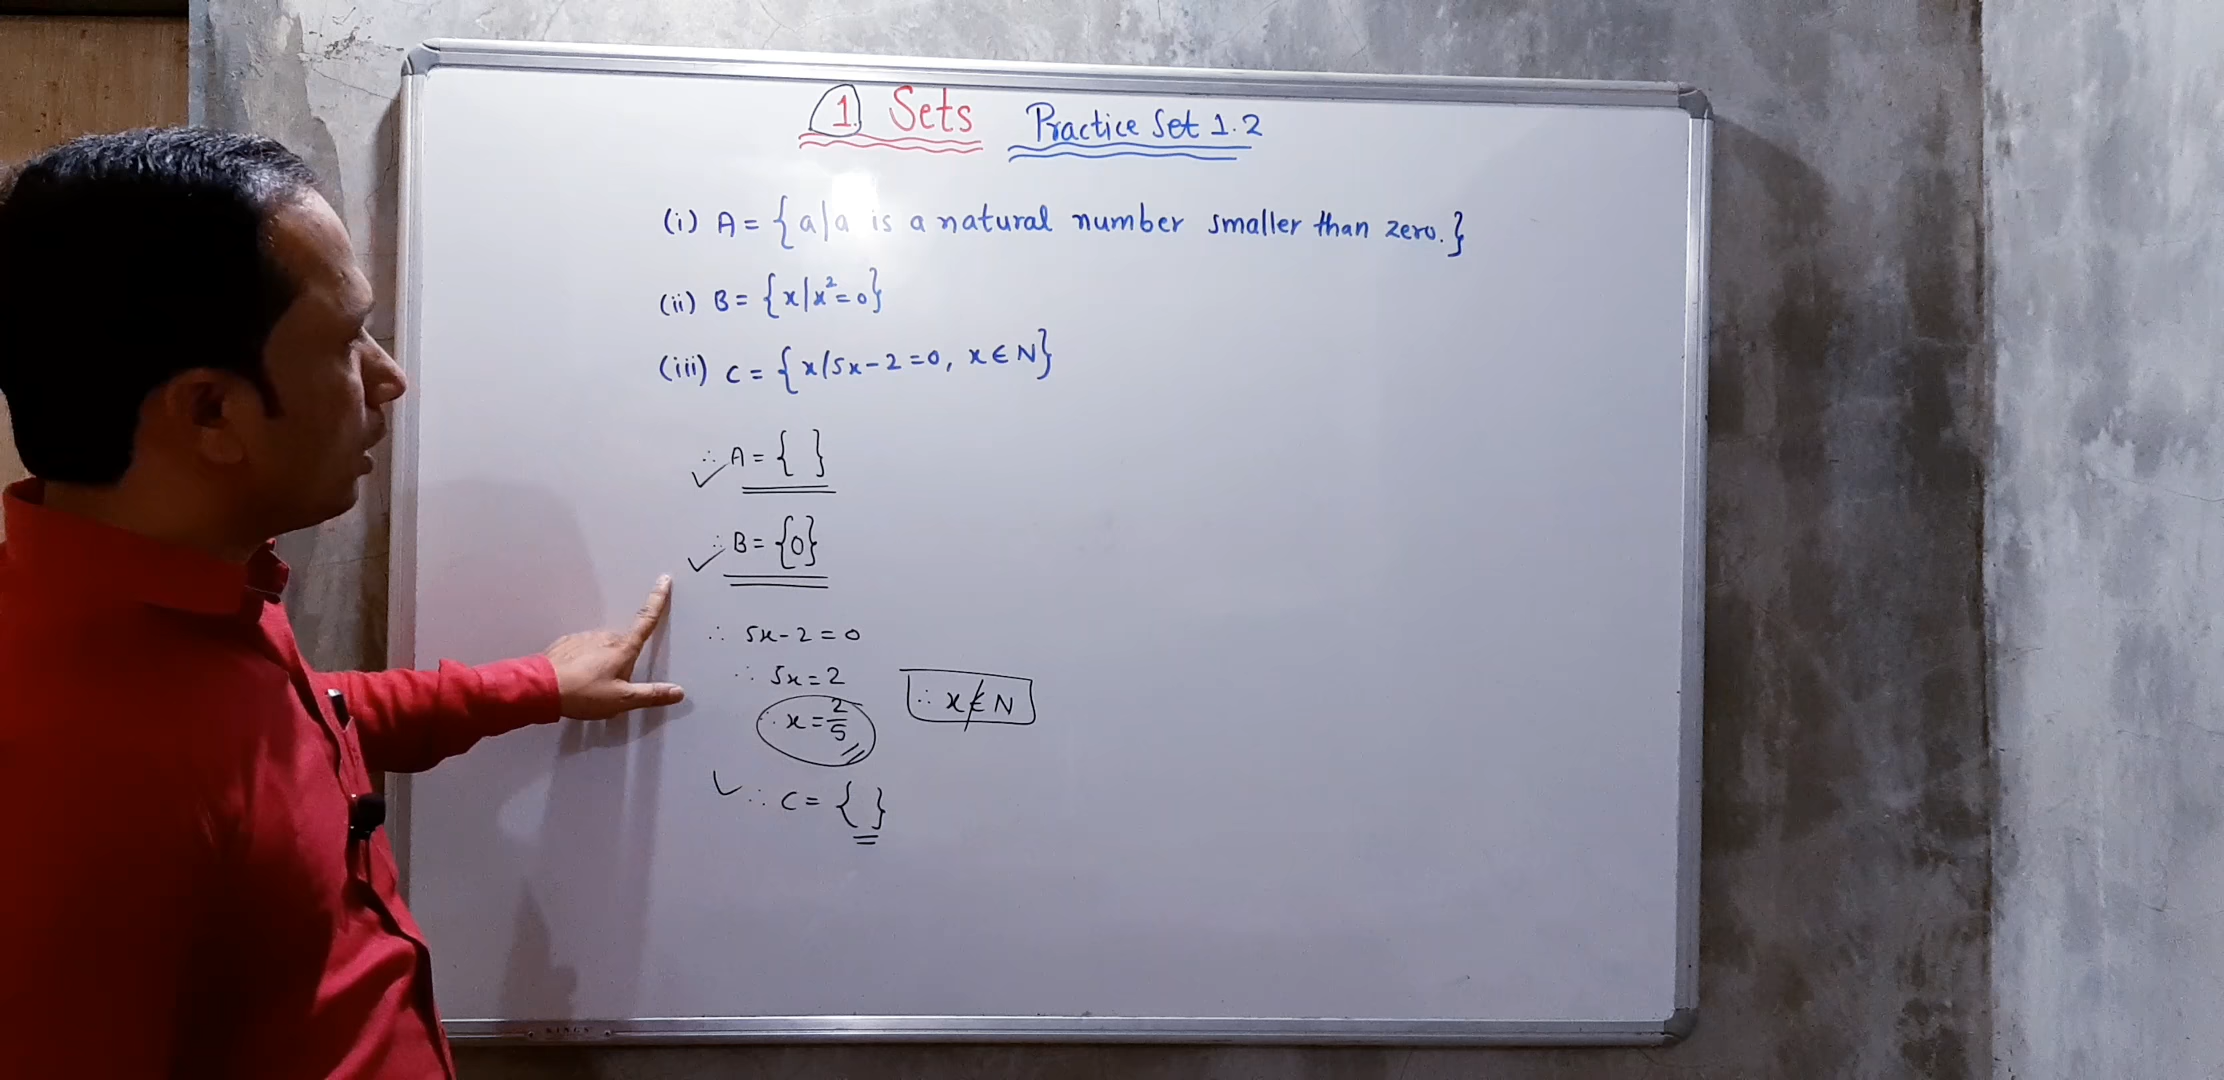 1. Sets Practice Set 1.2
(i) A = {a/a is a natural number smaller than zero.}
(ii) B = {x/x²=0}
(iii) C = {x/5x-2=0, x∈N}
∴ A = { }
∴ B = {0}
∴ 5x-2=0
∴ 5x=2
∴ x=2/5 ∴ x∉N
∴ C = { }